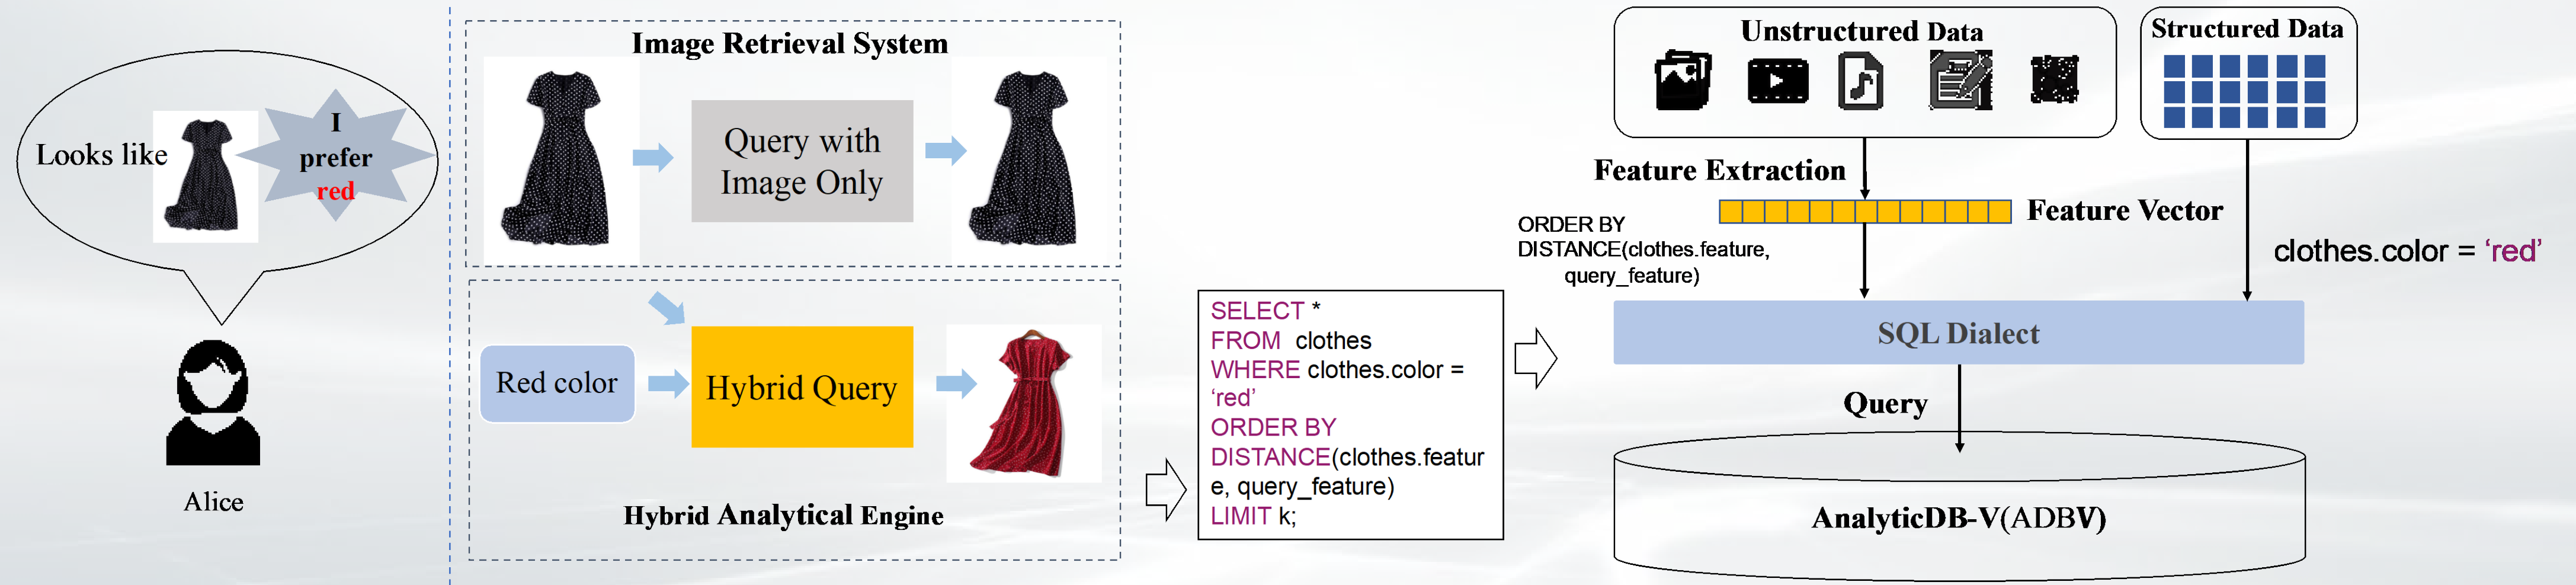 Looks like
I
prefer
red
Alice
Image Retrieval System
Query with
Image Only
Red color
Hybrid Query
Hybrid Analytical Engine
SELECT *
FROM clothes
WHERE clothes.color =
‘red’
ORDER BY
DISTANCE(clothes.featur
e, query_feature)
LIMIT k;
Unstructured Data
Structured Data
Feature Extraction
Feature Vector
ORDER BY
DISTANCE(clothes.feature,
query_feature)
clothes.color = ‘red’
SQL Dialect
Query
AnalyticDB-V(ADBV)